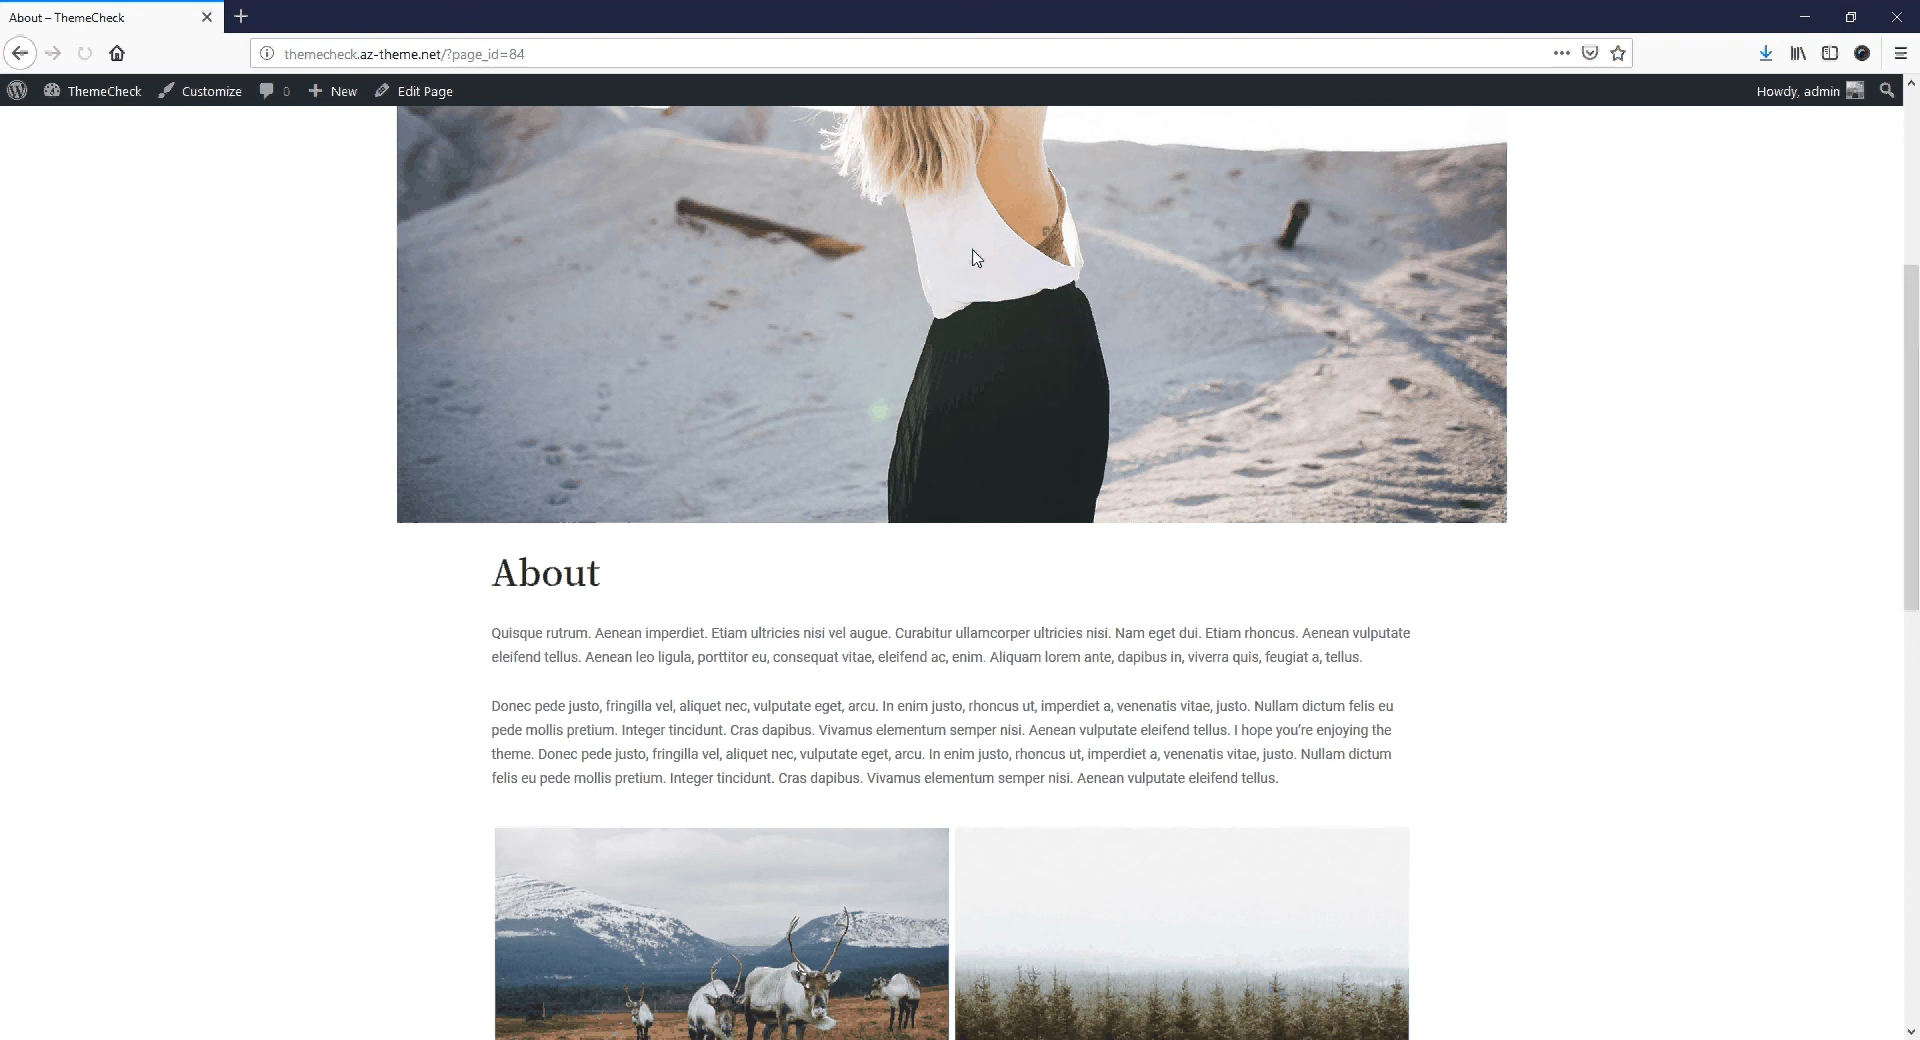 About – ThemeCheck
themecheck.az-theme.net/?page_id=84
ThemeCheck Customize 0 New Edit Page Howdy, admin
About
Quisque rutrum. Aenean imperdiet. Etiam ultricies nisi vel augue. Curabitur ullamcorper ultricies nisi. Nam eget dui. Etiam rhoncus. Aenean vulputate
eleifend tellus. Aenean leo ligula, porttitor eu, consequat vitae, eleifend ac, enim. Aliquam lorem ante, dapibus in, viverra quis, feugiat a, tellus.
Donec pede justo, fringilla vel, aliquet nec, vulputate eget, arcu. In enim justo, rhoncus ut, imperdiet a, venenatis vitae, justo. Nullam dictum felis eu
pede mollis pretium. Integer tincidunt. Cras dapibus. Vivamus elementum semper nisi. Aenean vulputate eleifend tellus. I hope you’re enjoying the
theme. Donec pede justo, fringilla vel, aliquet nec, vulputate eget, arcu. In enim justo, rhoncus ut, imperdiet a, venenatis vitae, justo. Nullam dictum
felis eu pede mollis pretium. Integer tincidunt. Cras dapibus. Vivamus elementum semper nisi. Aenean vulputate eleifend tellus.